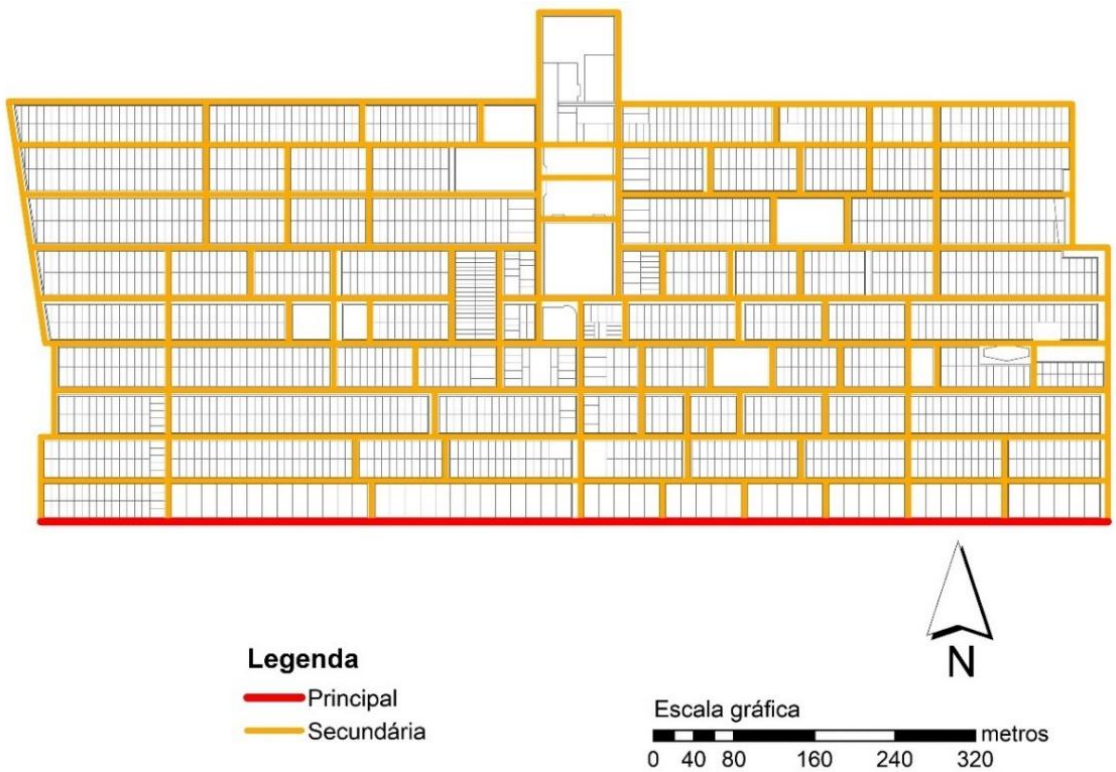 N
Legenda
Principal
Secundária
Escala gráfica
metros
0 40 80 160 240 320